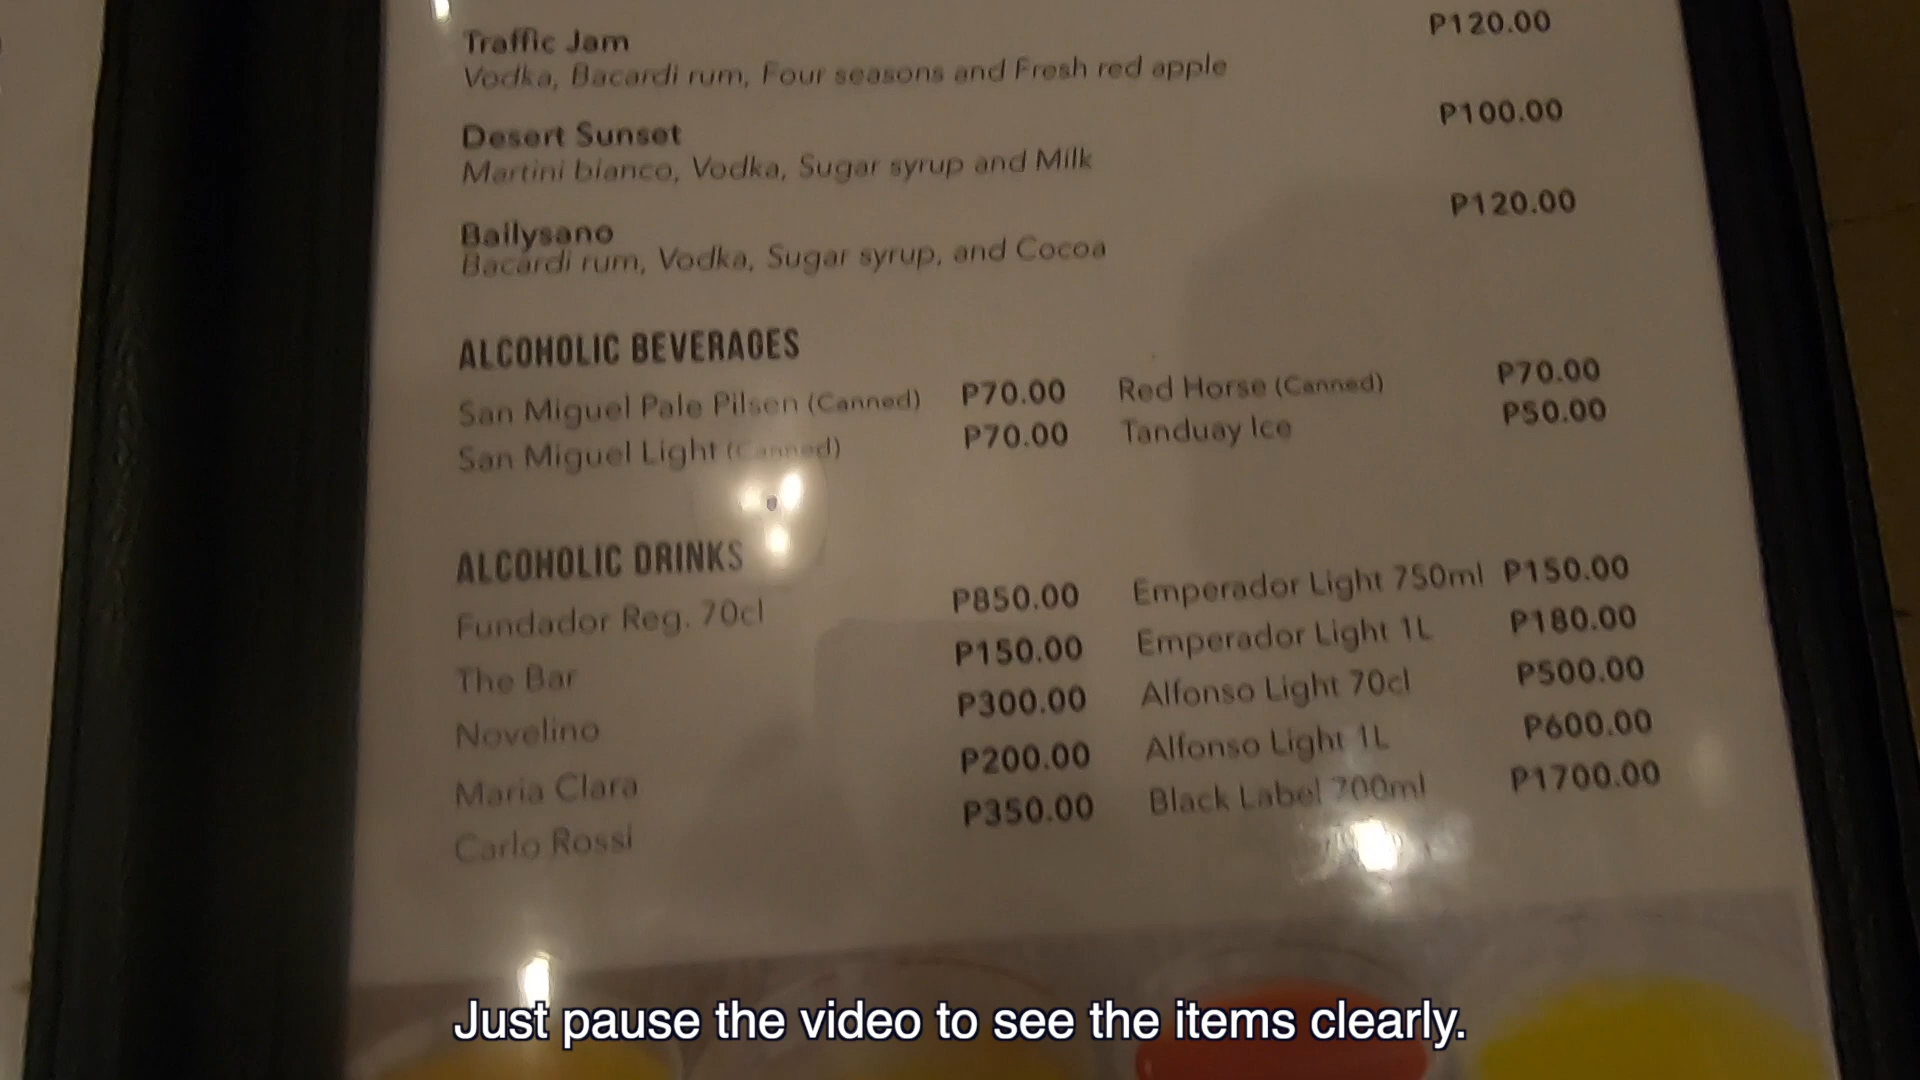 Traffic Jam P120.00
Vodka, Bacardi rum, Four seasons and Fresh red apple
Desert Sunset P100.00
Martini bianco, Vodka, Sugar syrup and Milk
Bailysano P120.00
Bacardi rum, Vodka, Sugar syrup, and Cocoa
ALCOHOLIC BEVERAGES
San Miguel Pale Pilsen (Canned) P70.00 Red Horse (Canned) P70.00
San Miguel Light (Canned) P70.00 Tanduay Ice P50.00
ALCOHOLIC DRINKS
Fundador Reg. 70cl P850.00 Emperador Light 750ml P150.00
The Bar P150.00 Emperador Light 1L P180.00
Novelino P300.00 Alfonso Light 70cl P500.00
Maria Clara P200.00 Alfonso Light 1L P600.00
Carlo Rossi P350.00 Black Label 700ml P1700.00
Just pause the video to see the items clearly.